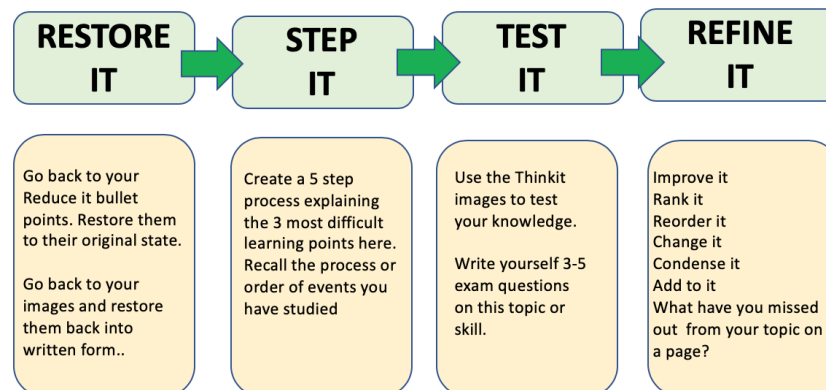 RESTORE
IT
STEP
IT
TEST
IT
REFINE
IT
Go back to your
Reduce it bullet
points. Restore them
to their original state.
Go back to your
images and restore
them back into
written form..
Create a 5 step
process explaining
the 3 most difficult
learning points here.
Recall the process or
order of events you
have studied
Use the Thinkit
images to test
your knowledge.
Write yourself 3-5
exam questions
on this topic or
skill.
Improve it
Rank it
Reorder it
Change it
Condense it
Add to it
What have you missed
out  from your topic on
a page?